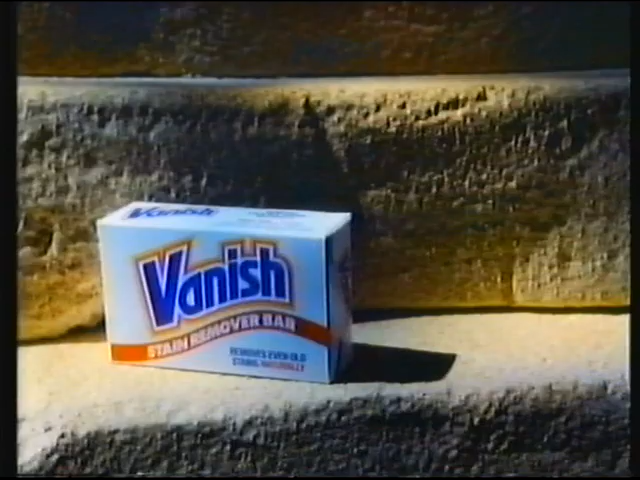 Vanish
Vanish
STAIN REMOVER BAR
REMOVES EVEN OLD
STAINS NATURALLY